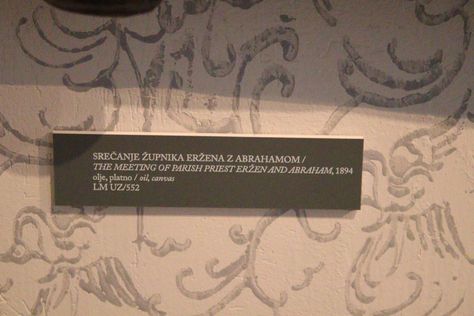 SREČANJE ŽUPNIKA ERŽENA Z ABRAHAMOM /
THE MEETING OF PARISH PRIEST ERŽEN AND ABRAHAM, 1894
olje, platno / oil, canvas
LM UZ/552